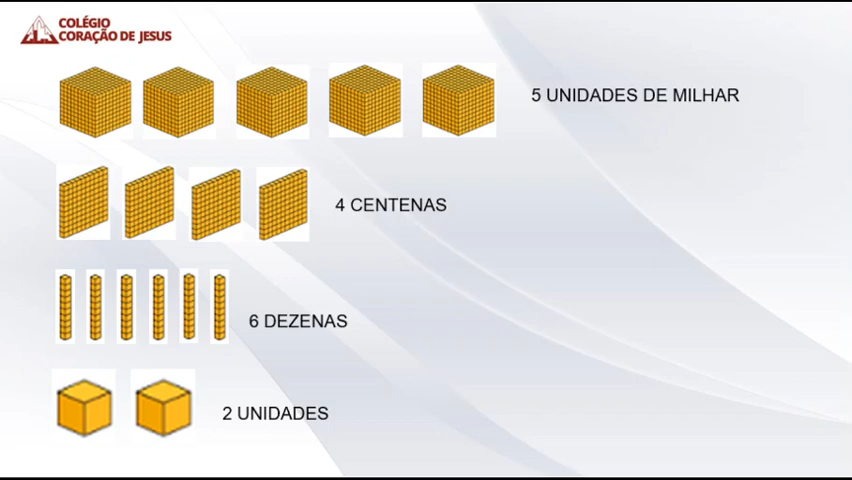 COLÉGIO
CORAÇÃO DE JESUS
5 UNIDADES DE MILHAR
4 CENTENAS
6 DEZENAS
2 UNIDADES